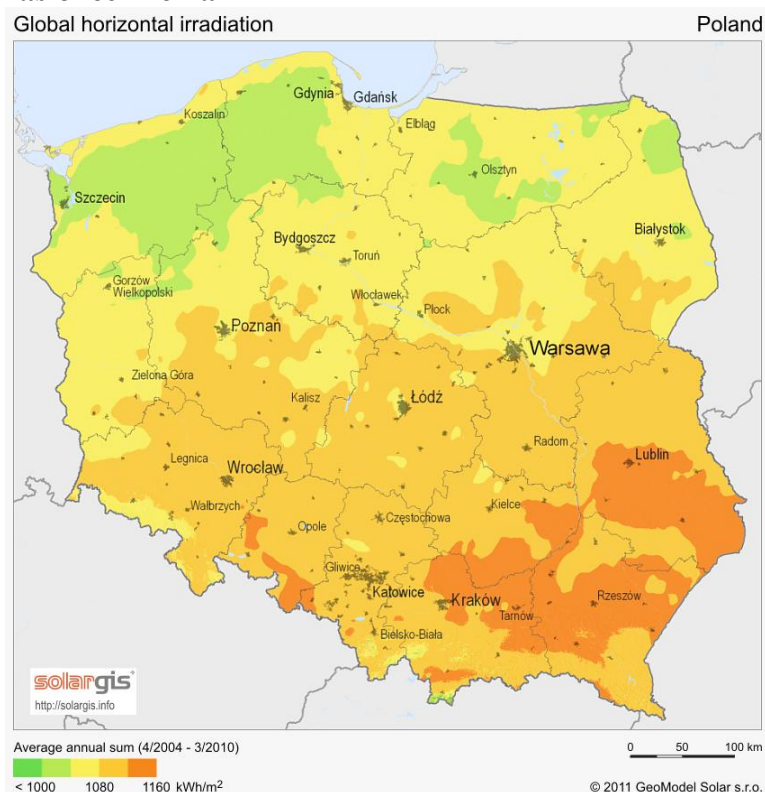 Global horizontal irradiation
Poland
Gdynia
Gdańsk
Koszalin
Elbląg
Olsztyn
Szczecin
Białystok
Bydgoszcz
Toruń
Gorzów
Wielkopolski
Włocławek
Płock
Poznań
Warsawa
Zielona Góra
Kalisz
Łódź
Radom
Lublin
Legnica
Wrocław
Wałbrzych
Kielce
Opole
Częstochowa
Gliwice
Katowice
Kraków
Tarnów
Rzeszów
Bielsko-Biała
solargis
http://solargis.info
Average annual sum (4/2004 - 3/2010)
0 50 100 km
< 1000 1080 1160 kWh/m²
© 2011 GeoModel Solar s.r.o.